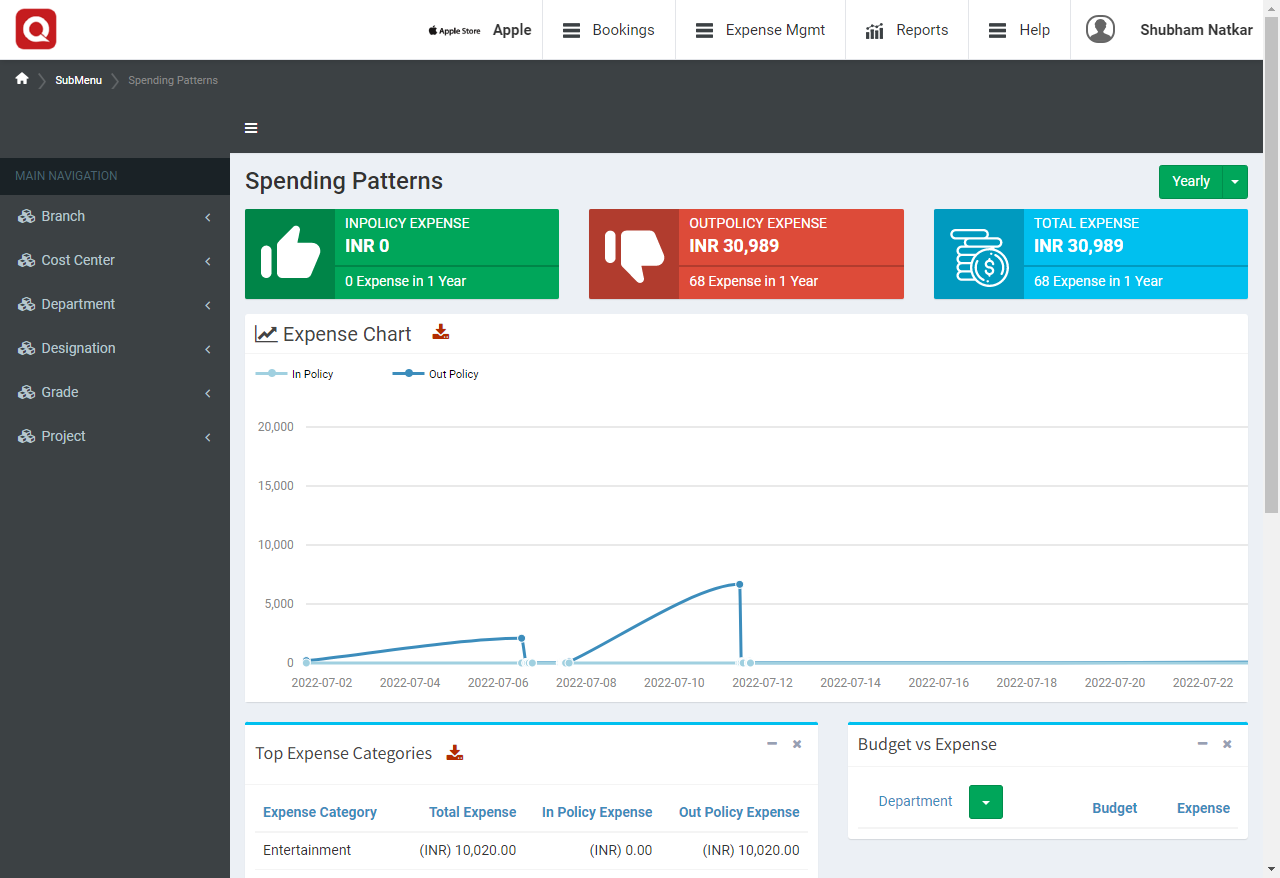 Q
Apple Store Apple Bookings Expense Mgmt Reports Help Shubham Natkar
SubMenu Spending Patterns
MAIN NAVIGATION
Branch
Cost Center
Department
Designation
Grade
Project
Spending Patterns
Yearly
INPOLICY EXPENSE
INR 0
0 Expense in 1 Year
OUTPOLICY EXPENSE
INR 30,989
68 Expense in 1 Year
TOTAL EXPENSE
INR 30,989
68 Expense in 1 Year
Expense Chart
In Policy Out Policy
20,000
15,000
10,000
5,000
0
2022-07-02 2022-07-04 2022-07-06 2022-07-08 2022-07-10 2022-07-12 2022-07-14 2022-07-16 2022-07-18 2022-07-20 2022-07-22
Top Expense Categories
Expense Category Total Expense In Policy Expense Out Policy Expense
Entertainment (INR) 10,020.00 (INR) 0.00 (INR) 10,020.00
Budget vs Expense
Department Budget Expense